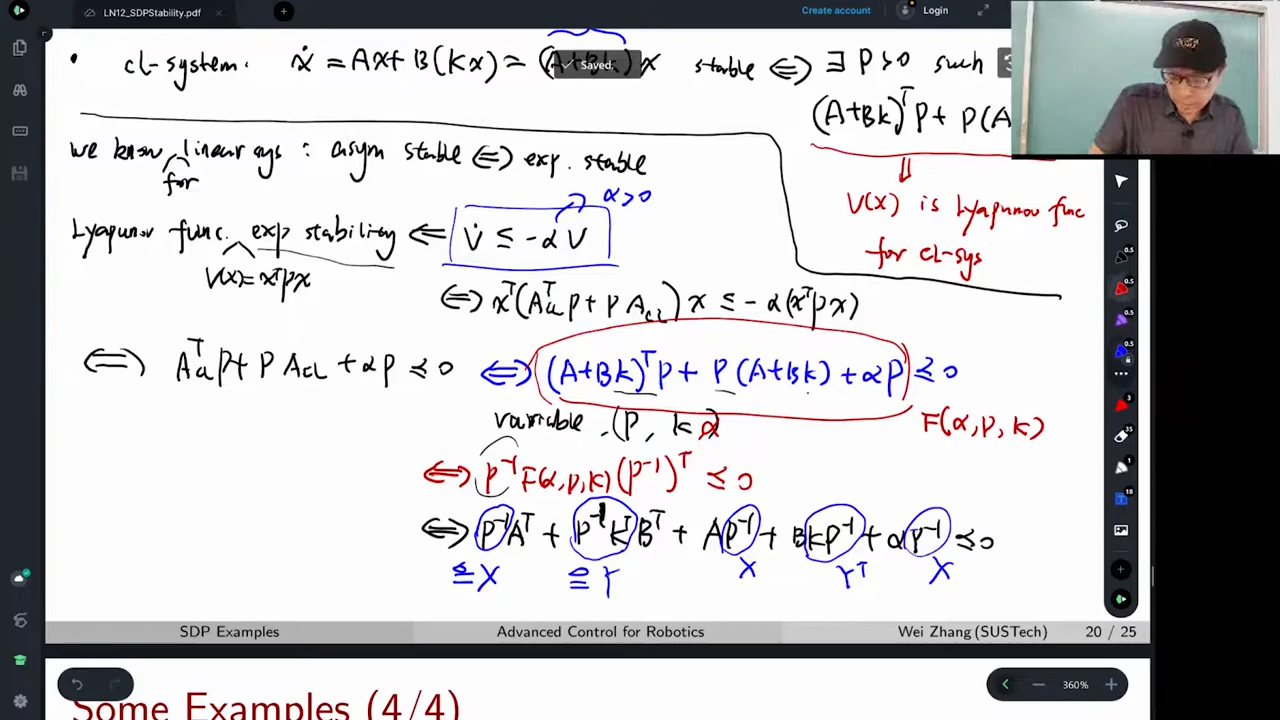 LN12_SDPStability.pdf
Create account
Login
• cl-system: ẋ = Ax+ B(Kx) = (A+BK) x stable ⟺ ∃ P>0 such
Saved.
(A+BK)ᵀP + P(A
we know linear sys : asym stable ⟺ exp. stable
for
⇓
α>0
V(x) is Lyapunov func
for cl-sys
Lyapunov func. exp stability ⟸ V̇ ≤ -αV
V(x)=xᵀPx
⟺ xᵀ(A_clᵀP + P A_cl) x ≤ -α(xᵀPx)
⟺ A_clᵀP + P A_cl + αP ⪯ 0 ⟺ (A+BK)ᵀP + P(A+BK) + αP ⪯ 0
variable (P, K F(α,P,K)
⟺ P⁻¹F(α,P,K)(P⁻¹)ᵀ ⪯ 0
⟺ P⁻¹Aᵀ + P⁻¹KᵀBᵀ + AP⁻¹ + BKP⁻¹ + αP⁻¹ ⪯ 0
≜ X ≜ Y X Yᵀ X
SDP Examples Advanced Control for Robotics Wei Zhang (SUSTech) 20 / 25
360%
Some Examples (4/4)